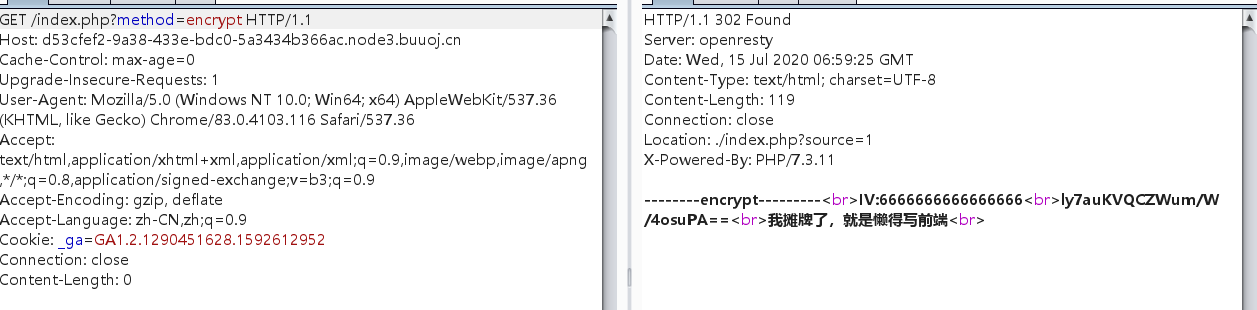 GET /index.php?method=encrypt HTTP/1.1
Host: d53cfef2-9a38-433e-bdc0-5a3434b366ac.node3.buuoj.cn
Cache-Control: max-age=0
Upgrade-Insecure-Requests: 1
User-Agent: Mozilla/5.0 (Windows NT 10.0; Win64; x64) AppleWebKit/537.36
(KHTML, like Gecko) Chrome/83.0.4103.116 Safari/537.36
Accept:
text/html,application/xhtml+xml,application/xml;q=0.9,image/webp,image/apng
,*/*;q=0.8,application/signed-exchange;v=b3;q=0.9
Accept-Encoding: gzip, deflate
Accept-Language: zh-CN,zh;q=0.9
Cookie: _ga=GA1.2.1290451628.1592612952
Connection: close
Content-Length: 0
HTTP/1.1 302 Found
Server: openresty
Date: Wed, 15 Jul 2020 06:59:25 GMT
Content-Type: text/html; charset=UTF-8
Content-Length: 119
Connection: close
Location: ./index.php?source=1
X-Powered-By: PHP/7.3.11
--------encrypt---------<br>IV:6666666666666666<br>ly7auKVQCZWum/W
/4osuPA==<br>我摊牌了，就是懒得写前端<br>